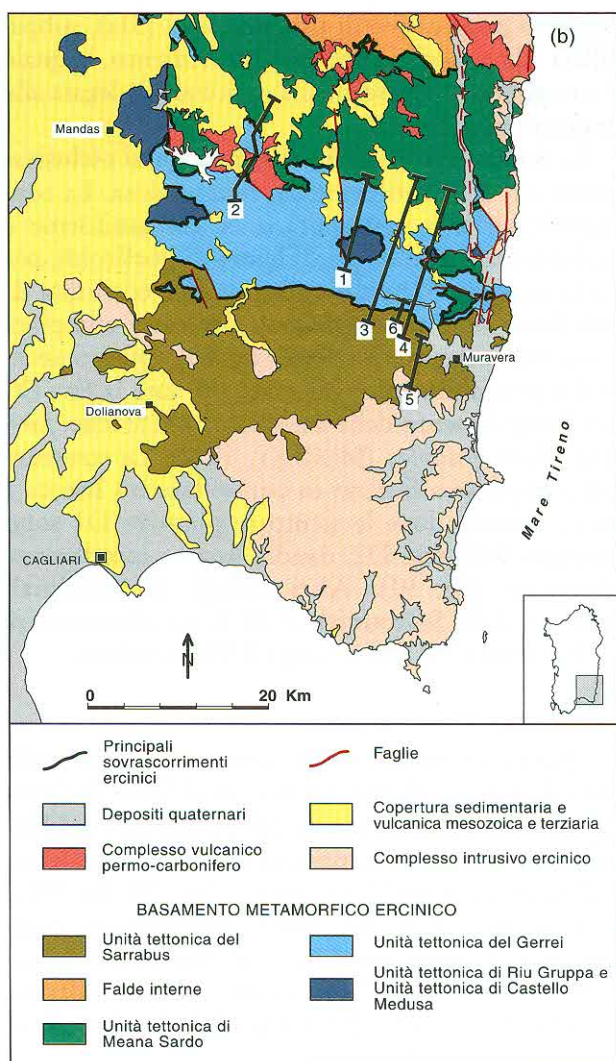 (b)
Mandas
2
1
3
6
4
Muravera
5
Dolianova
Mare Tirreno
CAGLIARI
N
0 20 Km
Principali
sovrascorrimenti
ercinici
Faglie
Depositi quaternari
Copertura sedimentaria e
vulcanica mesozoica e terziaria
Complesso vulcanico
permo-carbonifero
Complesso intrusivo ercinico
BASAMENTO METAMORFICO ERCINICO
Unità tettonica del
Sarrabus
Unità tettonica del Gerrei
Falde interne
Unità tettonica di Riu Gruppa e
Unità tettonica di Castello
Medusa
Unità tettonica di
Meana Sardo